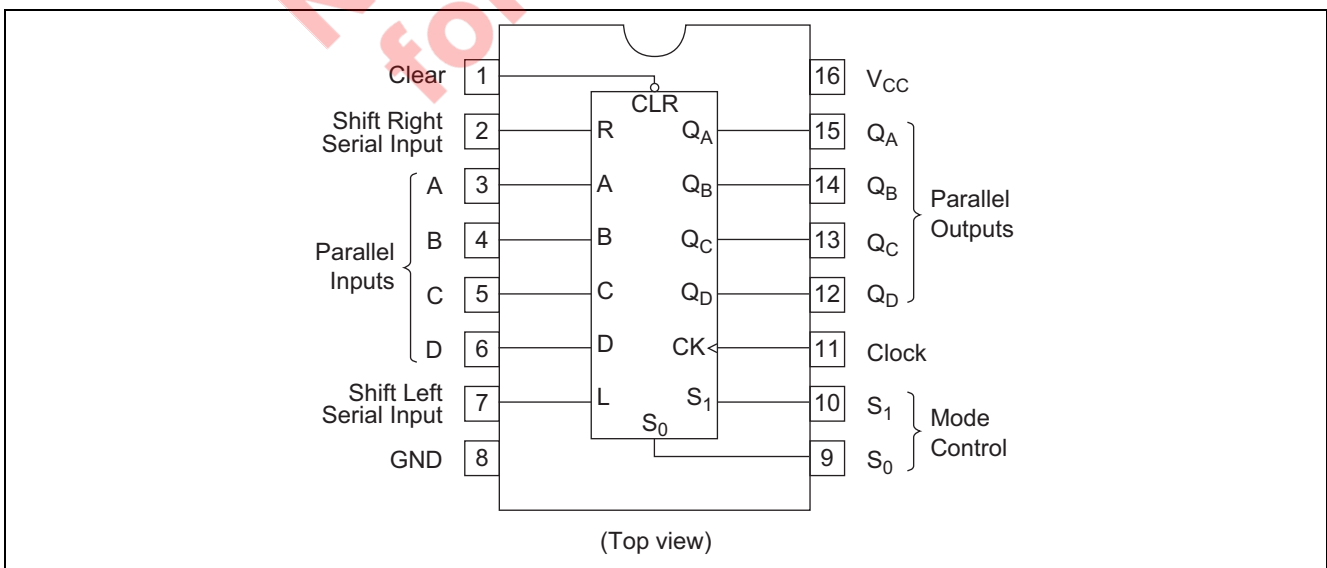 Clear 1
CLR
16 VCC
Shift Right
Serial Input 2
R
QA
15 QA
A 3
A
QB
14 QB
B 4
B
QC
13 QC
C 5
C
QD
12 QD
D 6
D
CK
11 Clock
Parallel
Inputs
Parallel
Outputs
Shift Left
Serial Input 7
L
S1
10 S1
S0
GND 8
9 S0
Mode
Control
(Top view)
for